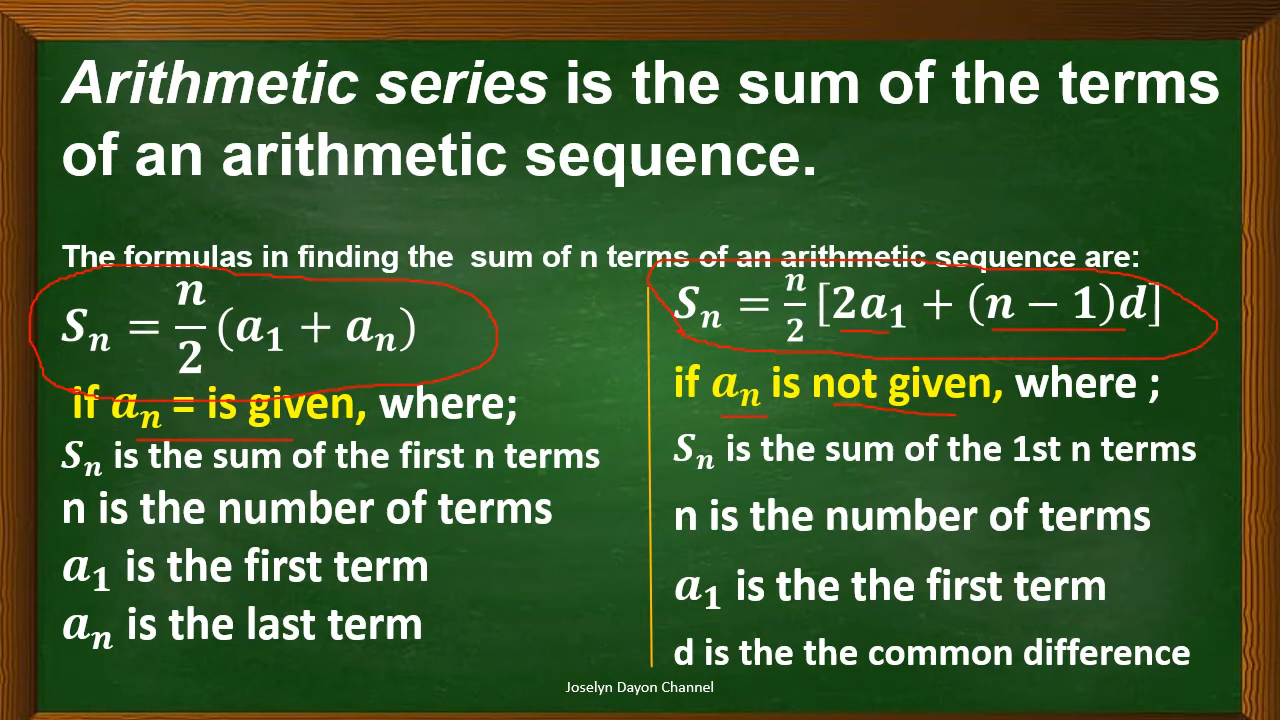 Arithmetic series is the sum of the terms
of an arithmetic sequence.
The formulas in finding the sum of n terms of an arithmetic sequence are:
Sₙ = n/2 (a₁ + aₙ)
if aₙ = is given, where;
Sₙ is the sum of the first n terms
n is the number of terms
a₁ is the first term
aₙ is the last term
Sₙ = n/2 [2a₁ + (n − 1)d]
if aₙ is not given, where ;
Sₙ is the sum of the 1st n terms
n is the number of terms
a₁ is the the first term
d is the the common difference
Joselyn Dayon Channel